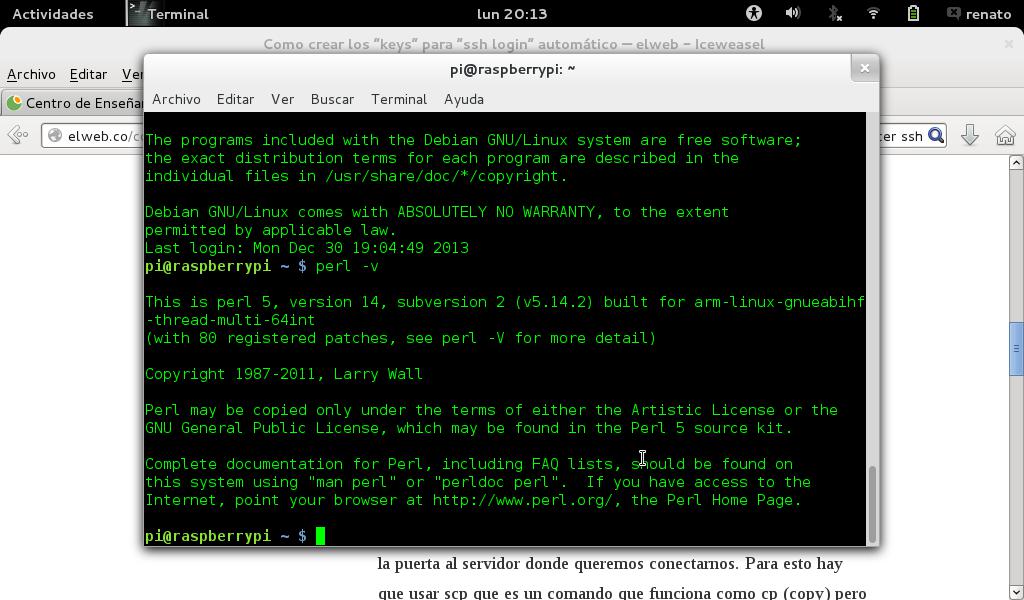 Actividades Terminal lun 20:13 renato
Como crear los "keys" para "ssh login" automático — elweb - Iceweasel
Archivo Editar Ver
pi@raspberrypi: ~
Centro de Enseñan
Archivo Editar Ver Buscar Terminal Ayuda
elweb.co/c ssh
The programs included with the Debian GNU/Linux system are free software;
the exact distribution terms for each program are described in the
individual files in /usr/share/doc/*/copyright.
Debian GNU/Linux comes with ABSOLUTELY NO WARRANTY, to the extent
permitted by applicable law.
Last login: Mon Dec 30 19:04:49 2013
pi@raspberrypi ~ $ perl -v
This is perl 5, version 14, subversion 2 (v5.14.2) built for arm-linux-gnueabihf
-thread-multi-64int
(with 80 registered patches, see perl -V for more detail)
Copyright 1987-2011, Larry Wall
Perl may be copied only under the terms of either the Artistic License or the
GNU General Public License, which may be found in the Perl 5 source kit.
Complete documentation for Perl, including FAQ lists, should be found on
this system using "man perl" or "perldoc perl".  If you have access to the
Internet, point your browser at http://www.perl.org/, the Perl Home Page.
pi@raspberrypi ~ $
la puerta al servidor donde queremos conectarnos. Para esto hay
que usar scp que es un comando que funciona como cp (copy) pero